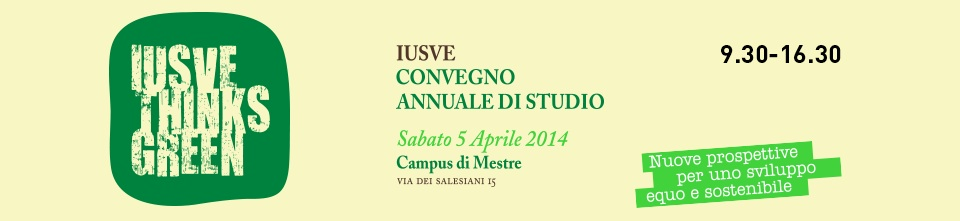 IUSVE
THINKS
GREEN
IUSVE
CONVEGNO
ANNUALE DI STUDIO
Sabato 5 Aprile 2014
Campus di Mestre
VIA DEI SALESIANI 15
9.30-16.30
Nuove prospettive
per uno sviluppo
equo e sostenibile